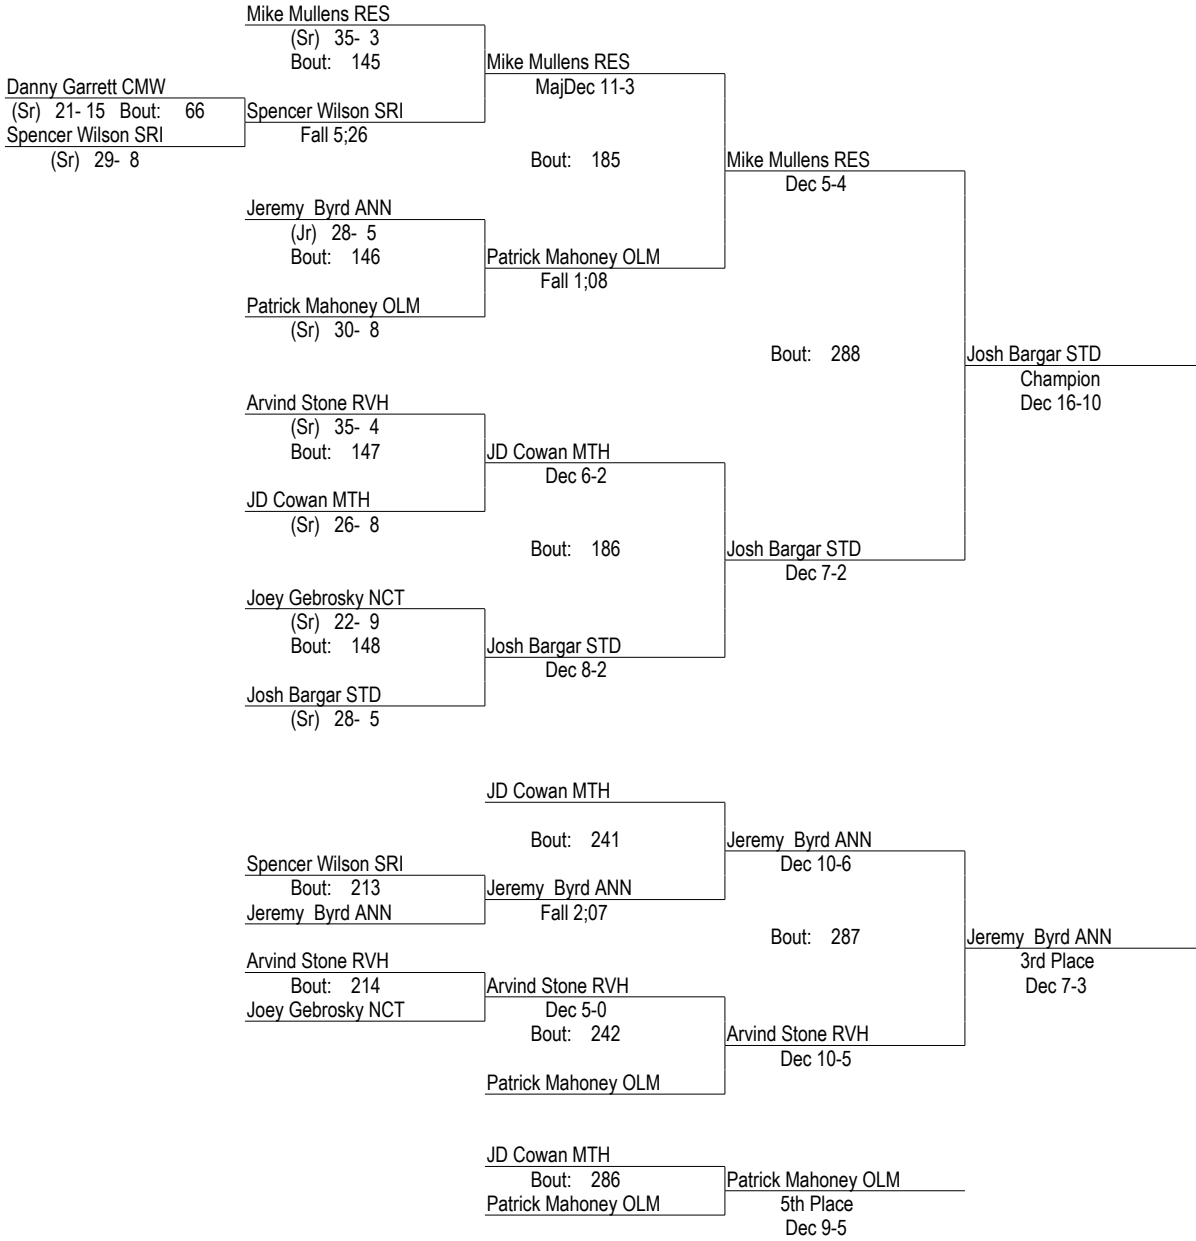 Mike Mullens RES
(Sr) 35- 3
Bout: 145
Mike Mullens RES
MajDec 11-3
Danny Garrett CMW
(Sr) 21- 15 Bout: 66
Spencer Wilson SRI
Fall 5;26
Spencer Wilson SRI
(Sr) 29- 8
Bout: 185
Mike Mullens RES
Dec 5-4
Jeremy Byrd ANN
(Jr) 28- 5
Bout: 146
Patrick Mahoney OLM
Fall 1;08
Patrick Mahoney OLM
(Sr) 30- 8
Bout: 288
Josh Bargar STD
Champion
Dec 16-10
Arvind Stone RVH
(Sr) 35- 4
Bout: 147
JD Cowan MTH
Dec 6-2
JD Cowan MTH
(Sr) 26- 8
Bout: 186
Josh Bargar STD
Dec 7-2
Joey Gebrosky NCT
(Sr) 22- 9
Bout: 148
Josh Bargar STD
Dec 8-2
Josh Bargar STD
(Sr) 28- 5
JD Cowan MTH
Bout: 241
Jeremy Byrd ANN
Dec 10-6
Spencer Wilson SRI
Bout: 213
Jeremy Byrd ANN
Jeremy Byrd ANN
Fall 2;07
Bout: 287
Jeremy Byrd ANN
3rd Place
Dec 7-3
Arvind Stone RVH
Bout: 214
Joey Gebrosky NCT
Arvind Stone RVH
Dec 5-0
Bout: 242
Arvind Stone RVH
Dec 10-5
Patrick Mahoney OLM
JD Cowan MTH
Bout: 286
Patrick Mahoney OLM
Patrick Mahoney OLM
5th Place
Dec 9-5